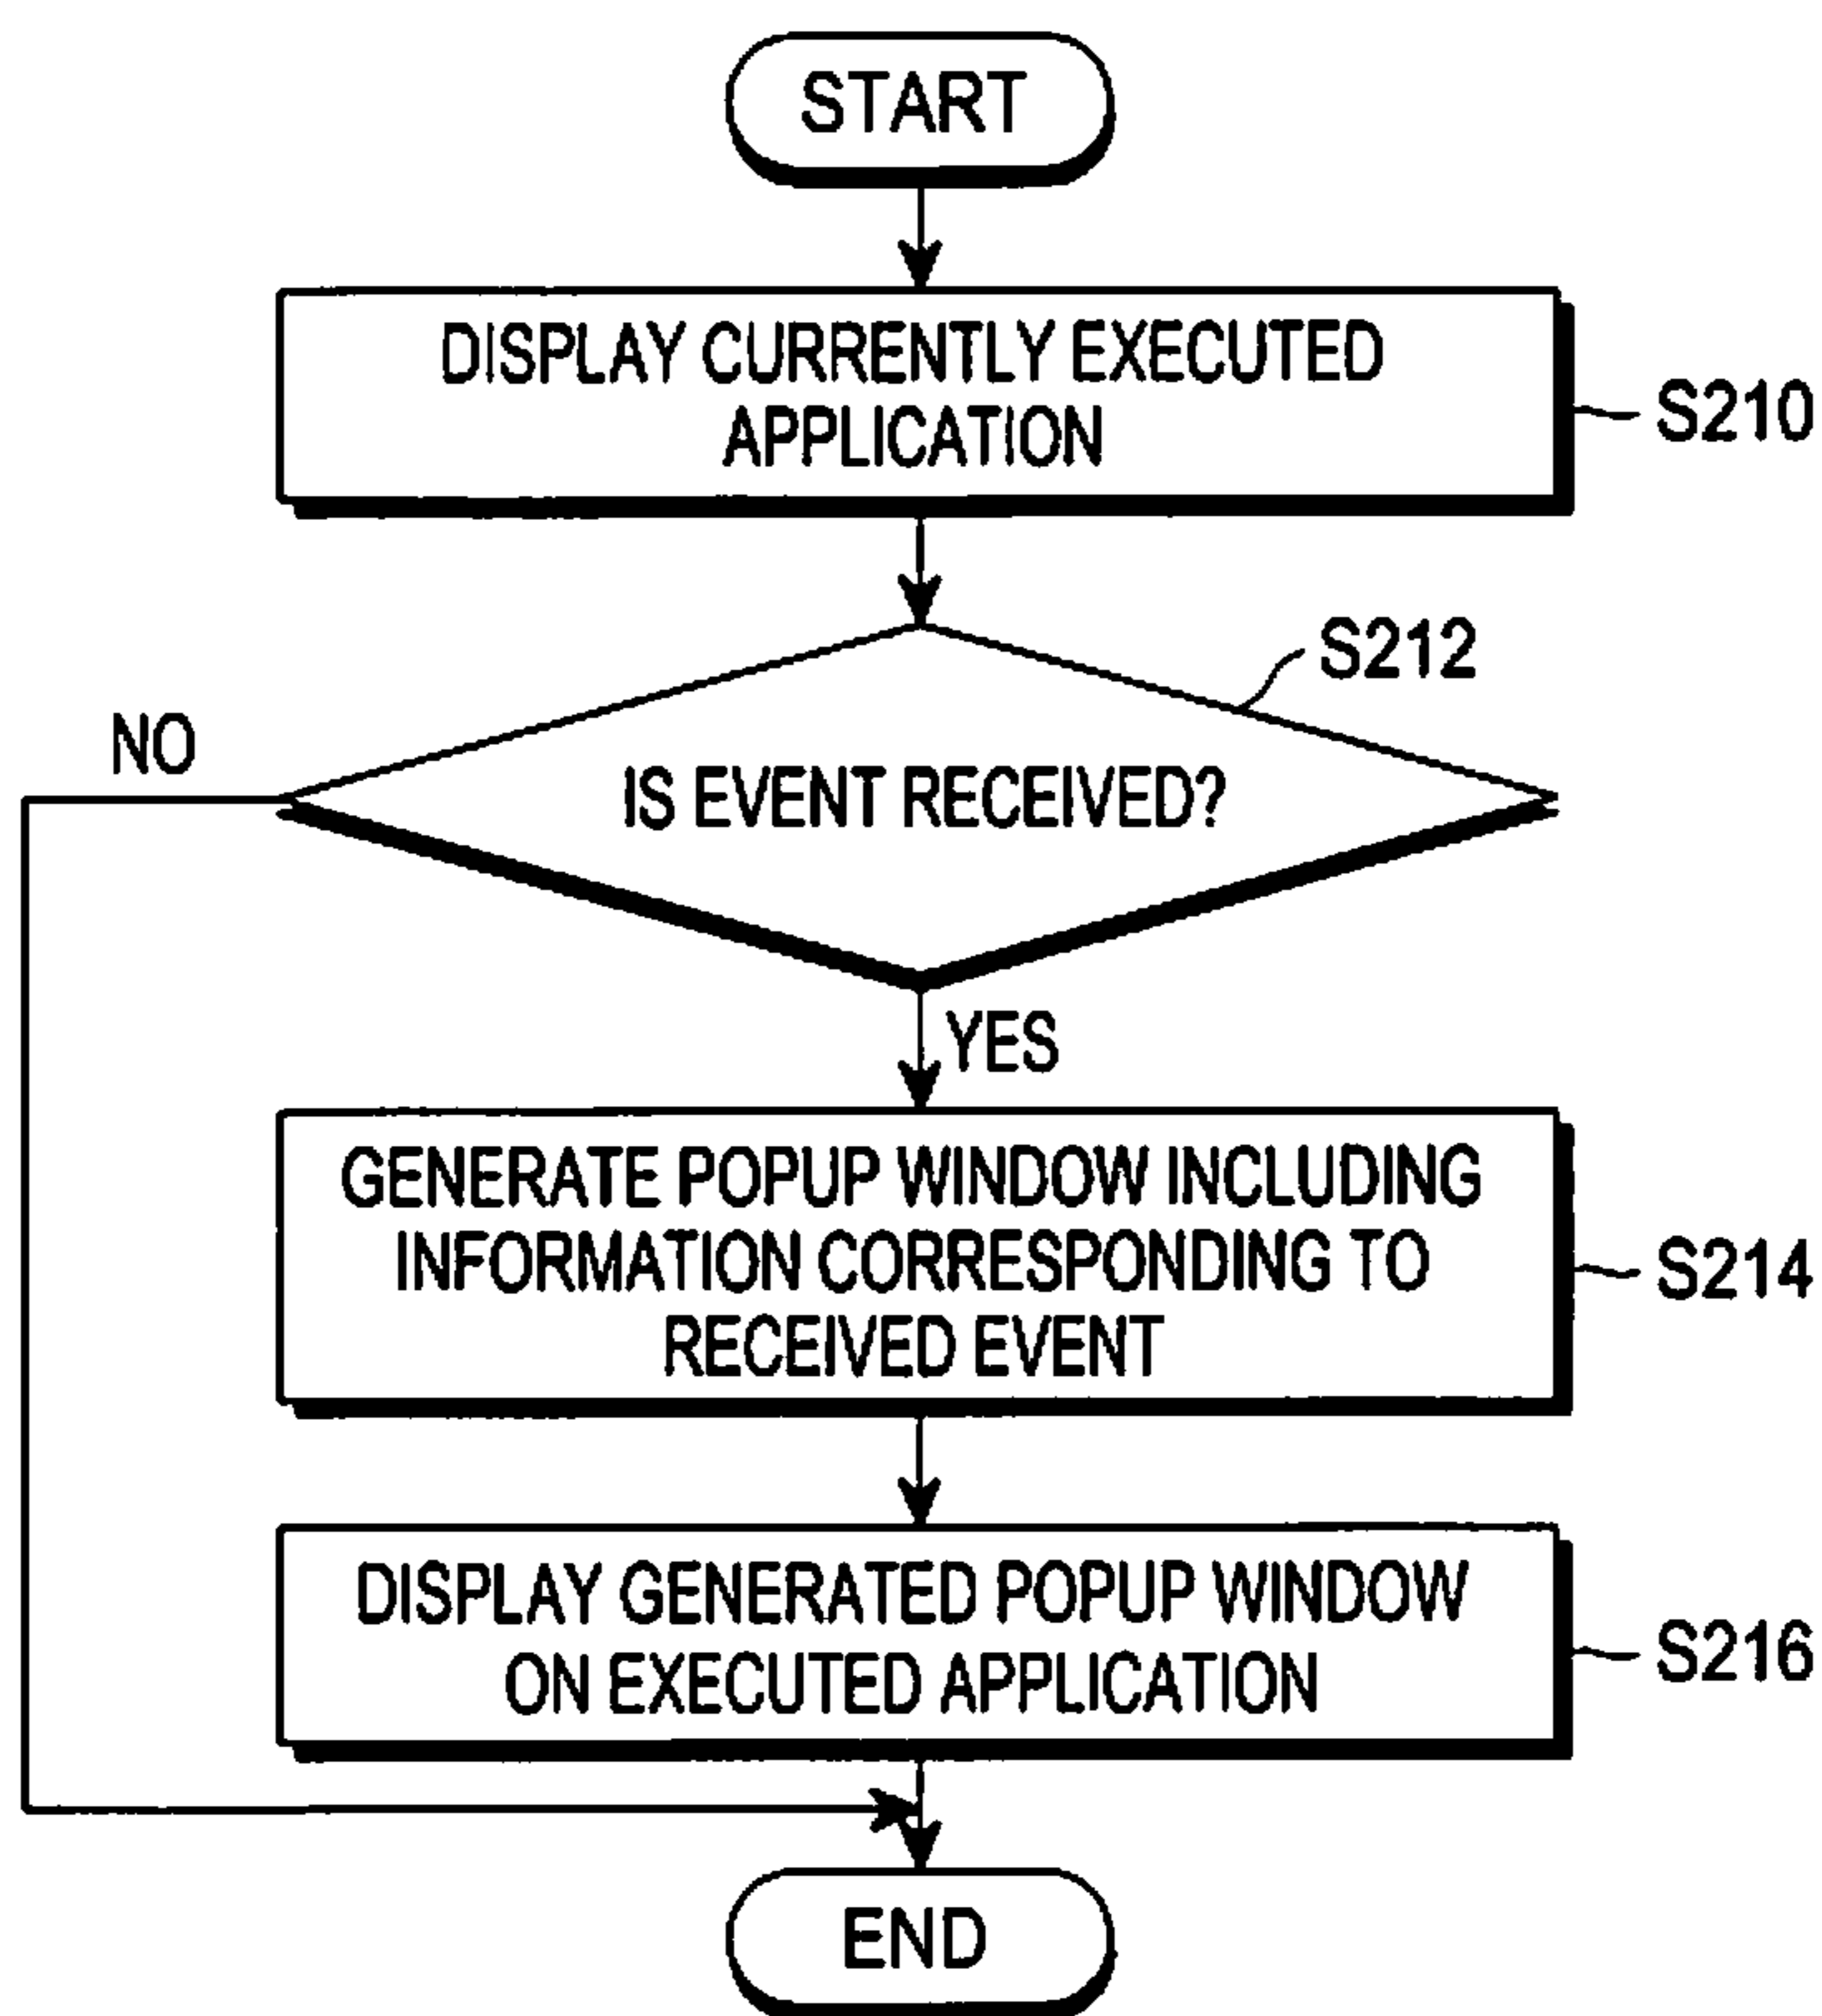 START
DISPLAY CURRENTLY EXECUTED
APPLICATION
S210
S212
NO
IS EVENT RECEIVED?
YES
GENERATE POPUP WINDOW INCLUDING
INFORMATION CORRESPONDING TO
RECEIVED EVENT
S214
DISPLAY GENERATED POPUP WINDOW
ON EXECUTED APPLICATION
S216
END